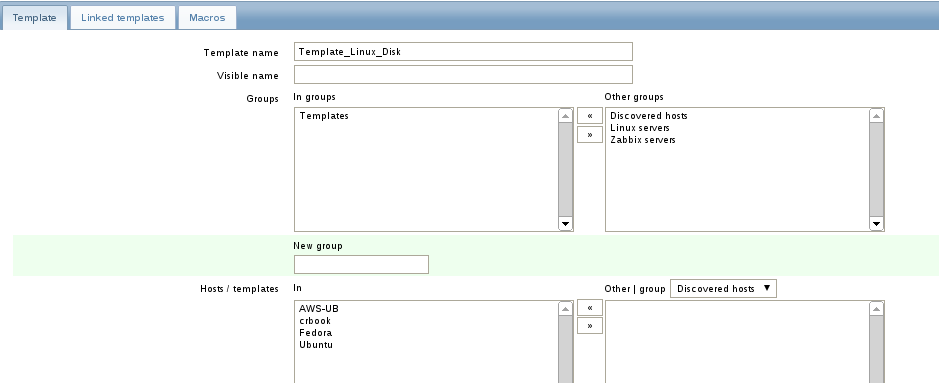 Template Linked templates Macros
Template name Template_Linux_Disk
Visible name
Groups In groups Other groups
Templates « Discovered hosts
» Linux servers
Zabbix servers
New group
Hosts / templates In Other | group Discovered hosts ▼
AWS-UB «
crbook »
Fedora
Ubuntu